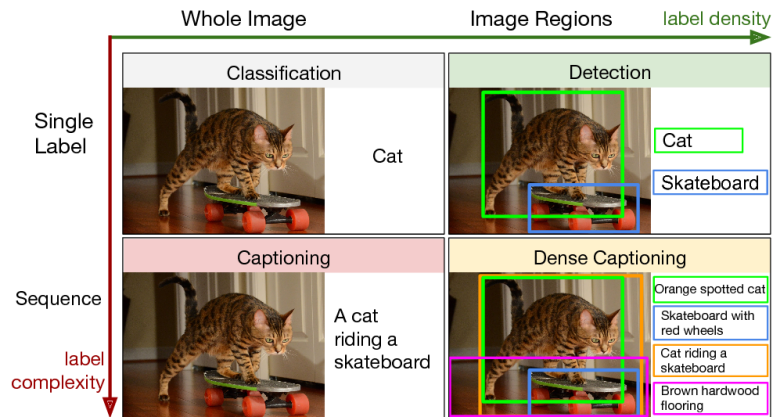 Whole Image
Image Regions
label density
Single
Label
Classification
Cat
Detection
Cat
Skateboard
Sequence
label
complexity
Captioning
A cat
riding a
skateboard
Dense Captioning
Orange spotted cat
Skateboard with
red wheels
Cat riding a
skateboard
Brown hardwood
flooring